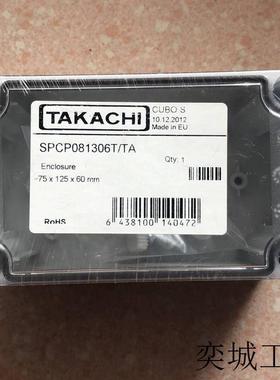 TAKACHI
CUBO S
10.12.2012
Made in EU
SPCP081306T/TA
Enclosure
Qty: 1
75 x 125 x 60 mm
RoHS
6 438100 140472
奕城工